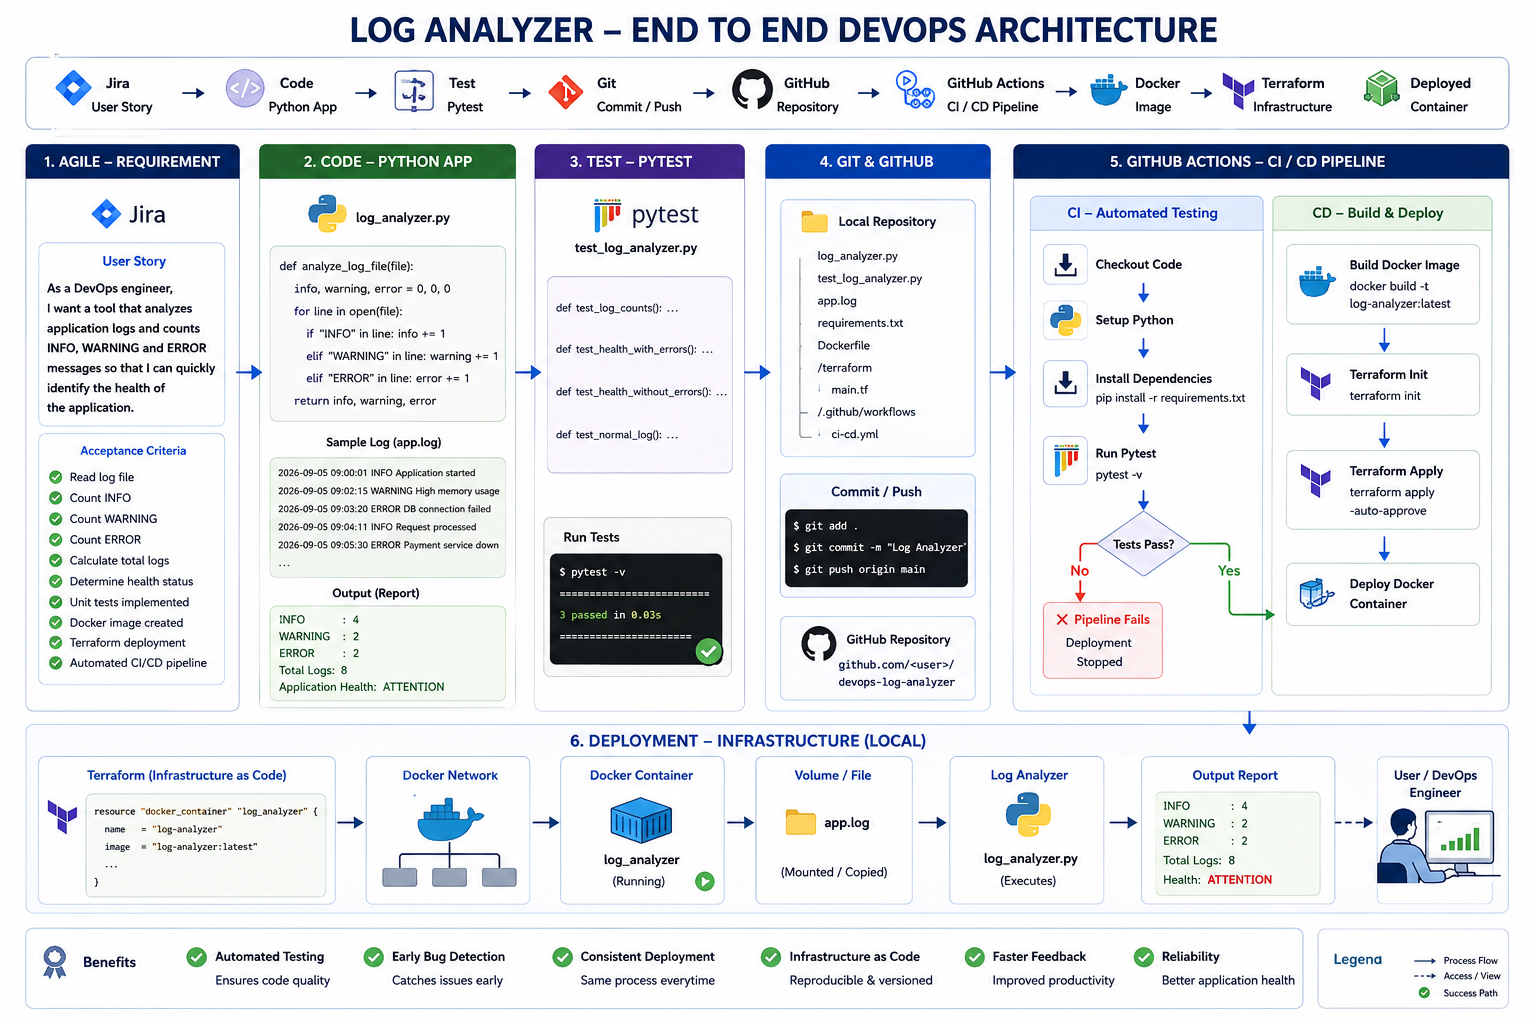 LOG ANALYZER – END TO END DEVOPS ARCHITECTURE
Jira
User Story
Code
Python App
Test
Pytest
Git
Commit / Push
GitHub
Repository
GitHub Actions
CI / CD Pipeline
Docker
Image
Terraform
Infrastructure
Deployed
Container
1. AGILE – REQUIREMENT
Jira
User Story
As a DevOps engineer,
I want a tool that analyzes
application logs and counts
INFO, WARNING and ERROR
messages so that I can quickly
identify the health of
the application.
Acceptance Criteria
Read log file
Count INFO
Count WARNING
Count ERROR
Calculate total logs
Determine health status
Unit tests implemented
Docker image created
Terraform deployment
Automated CI/CD pipeline
2. CODE – PYTHON APP
log_analyzer.py
def analyze_log_file(file):
info, warning, error = 0, 0, 0
for line in open(file):
if "INFO" in line: info += 1
elif "WARNING" in line: warning += 1
elif "ERROR" in line: error += 1
return info, warning, error
Sample Log (app.log)
2026-09-05 09:00:01 INFO Application started
2026-09-05 09:02:15 WARNING High memory usage
2026-09-05 09:03:20 ERROR DB connection failed
2026-09-05 09:04:11 INFO Request processed
2026-09-05 09:05:30 ERROR Payment service down
...
Output (Report)
INFO : 4
WARNING : 2
ERROR : 2
Total Logs: 8
Application Health: ATTENTION
3. TEST – PYTEST
pytest
test_log_analyzer.py
def test_log_counts(): ...
def test_health_with_errors(): ...
def test_health_without_errors(): ...
def test_normal_log(): ...
Run Tests
$ pytest -v
=========================
3 passed in 0.03s
======================
4. GIT & GITHUB
Local Repository
log_analyzer.py
test_log_analyzer.py
app.log
requirements.txt
Dockerfile
/terraform
main.tf
/.github/workflows
ci-cd.yml
Commit / Push
$ git add .
$ git commit -m "Log Analyzer"
$ git push origin main
GitHub Repository
github.com/<user>/
devops-log-analyzer
5. GITHUB ACTIONS – CI / CD PIPELINE
CI – Automated Testing
Checkout Code
Setup Python
Install Dependencies
pip install -r requirements.txt
Run Pytest
pytest -v
Tests Pass?
No
Yes
Pipeline Fails
Deployment
Stopped
CD – Build & Deploy
Build Docker Image
docker build -t
log-analyzer:latest
Terraform Init
terraform init
Terraform Apply
terraform apply
-auto-approve
Deploy Docker
Container
6. DEPLOYMENT – INFRASTRUCTURE (LOCAL)
Terraform (Infrastructure as Code)
resource "docker_container" "log_analyzer" {
name = "log-analyzer"
image = "log-analyzer:latest"
...
}
Docker Network
Docker Container
log_analyzer
(Running)
Volume / File
app.log
(Mounted / Copied)
Log Analyzer
log_analyzer.py
(Executes)
Output Report
INFO : 4
WARNING : 2
ERROR : 2
Total Logs: 8
Health: ATTENTION
User / DevOps
Engineer
Benefits
Automated Testing
Ensures code quality
Early Bug Detection
Catches issues early
Consistent Deployment
Same process everytime
Infrastructure as Code
Reproducible & versioned
Faster Feedback
Improved productivity
Reliability
Better application health
Legend
Process Flow
Access / View
Success Path